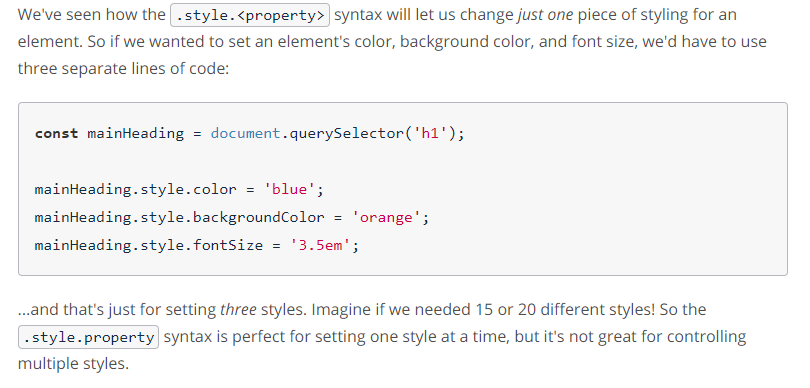 We've seen how the .style.<property> syntax will let us change just one piece of styling for an
element. So if we wanted to set an element's color, background color, and font size, we'd have to use
three separate lines of code:
const mainHeading = document.querySelector('h1');
mainHeading.style.color = 'blue';
mainHeading.style.backgroundColor = 'orange';
mainHeading.style.fontSize = '3.5em';
...and that's just for setting three styles. Imagine if we needed 15 or 20 different styles! So the
.style.property syntax is perfect for setting one style at a time, but it's not great for controlling
multiple styles.